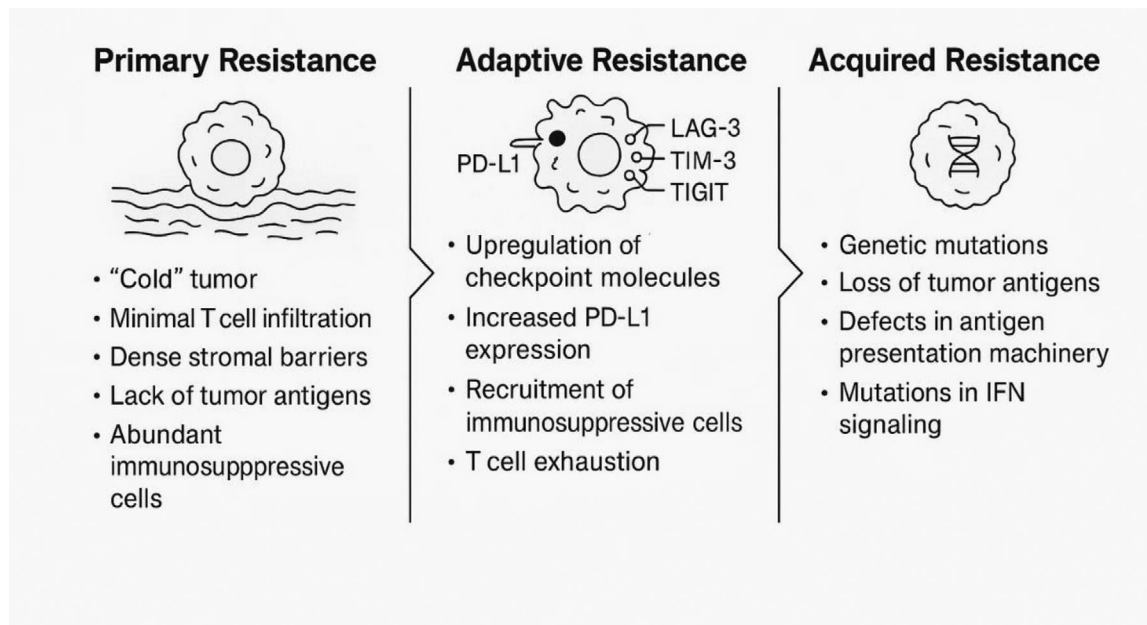 Primary Resistance
• "Cold" tumor
• Minimal T cell infiltration
• Dense stromal barriers
• Lack of tumor antigens
• Abundant
immunosupppressive
cells
Adaptive Resistance
PD-L1
LAG-3
TIM-3
TIGIT
• Upregulation of
checkpoint molecules
• Increased PD-L1
expression
• Recruitment of
immunosuppressive cells
• T cell exhaustion
Acquired Resistance
• Genetic mutations
• Loss of tumor antigens
• Defects in antigen
presentation machinery
• Mutations in IFN
signaling